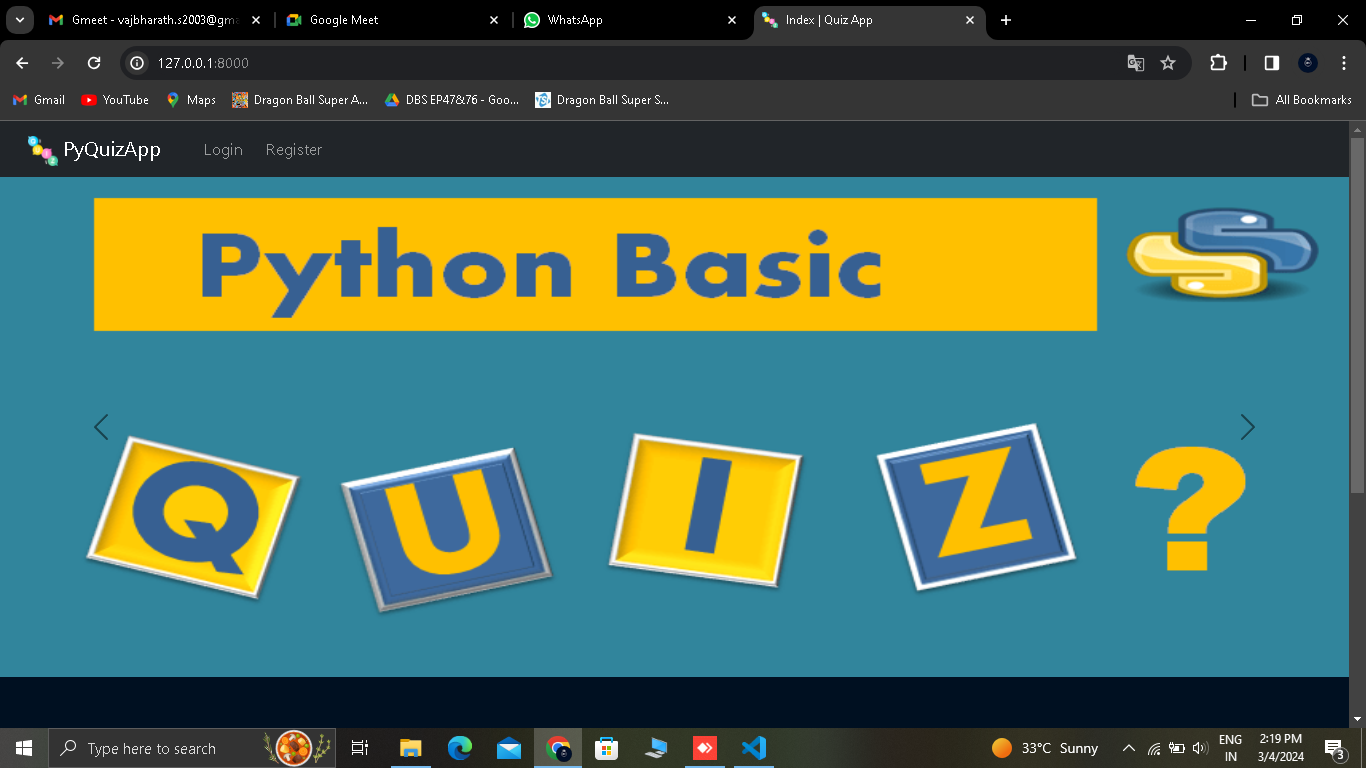 Gmeet - vajbharath.s2003@gma
Google Meet
WhatsApp
Index | Quiz App
127.0.0.1:8000
Gmail
YouTube
Maps
Dragon Ball Super A...
DBS EP47&76 - Goo...
Dragon Ball Super S...
All Bookmarks
PyQuizApp
Login
Register
Python Basic
QUIZ?
Type here to search
33°C Sunny
ENG
IN
2:19 PM
3/4/2024
3